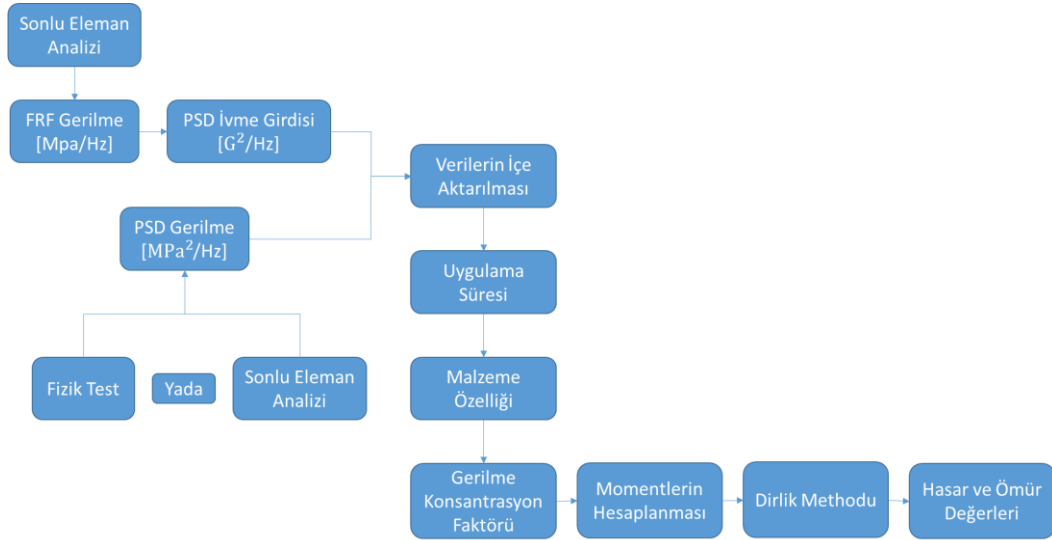 Sonlu Eleman
Analizi
FRF Gerilme
[Mpa/Hz]
PSD İvme Girdisi
[G²/Hz]
Verilerin İçe
Aktarılması
PSD Gerilme
[MPa²/Hz]
Uygulama
Süresi
Fizik Test
Yada
Sonlu Eleman
Analizi
Malzeme
Özelliği
Gerilme
Konsantrasyon
Faktörü
Momentlerin
Hesaplanması
Dirlik Methodu
Hasar ve Ömür
Değerleri